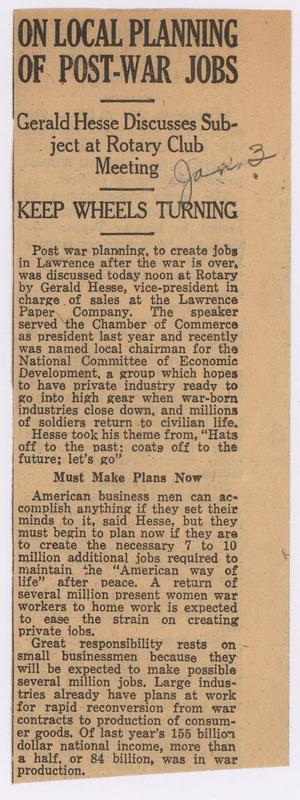 ON LOCAL PLANNING
OF POST-WAR JOBS
Gerald Hesse Discusses Sub-
ject at Rotary Club
Meeting
Jan. 3
KEEP WHEELS TURNING
Post war planning, to create jobs
in Lawrence after the war is over,
was discussed today noon at Rotary
by Gerald Hesse, vice-president in
charge of sales at the Lawrence
Paper Company. The speaker
served the Chamber of Commerce
as president last year and recently
was named local chairman for the
National Committee of Economic
Development, a group which hopes
to have private industry ready to
go into high gear when war-born
industries close down, and millions
of soldiers return to civilian life.
Hesse took his theme from, "Hats
off to the past; coats off to the
future; let's go"
Must Make Plans Now
American business men can ac-
complish anything if they set their
minds to it, said Hesse, but they
must begin to plan now if they are
to create the necessary 7 to 10
million additional jobs required to
maintain the "American way of
life" after peace. A return of
several million present women war
workers to home work is expected
to ease the strain on creating
private jobs.
Great responsibility rests on
small businessmen because they
will be expected to make possible
several million jobs. Large indus-
tries already have plans at work
for rapid reconversion from war
contracts to production of consum-
er goods. Of last year's 155 billion
dollar national income, more than
a half, or 84 billion, was in war
production.